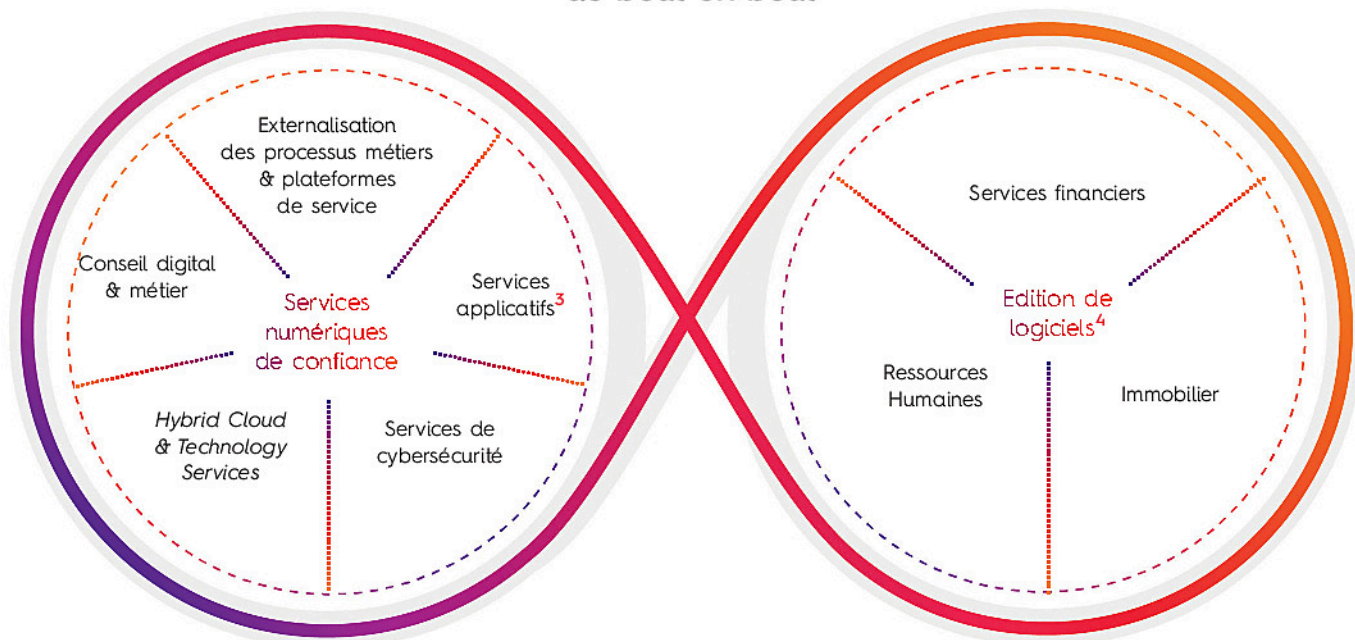 Externalisation
des processus métiers
& plateformes
de service
Conseil digital
& métier
Services
applicatifs³
Services
numériques
de confiance
Hybrid Cloud
& Technology
Services
Services de
cybersécurité
Services financiers
Edition de
logiciels⁴
Ressources
Humaines
Immobilier